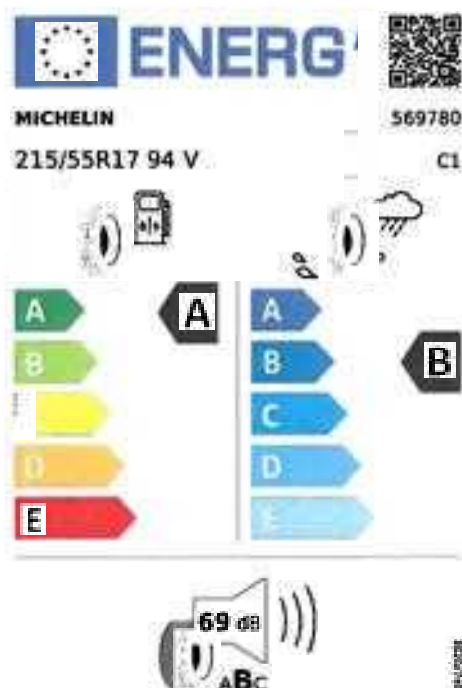 ENERG
MICHELIN
569780
215/55R17 94 V
C1
A
A
A
B
B
B
C
D
D
E
E
69 dB
ABC